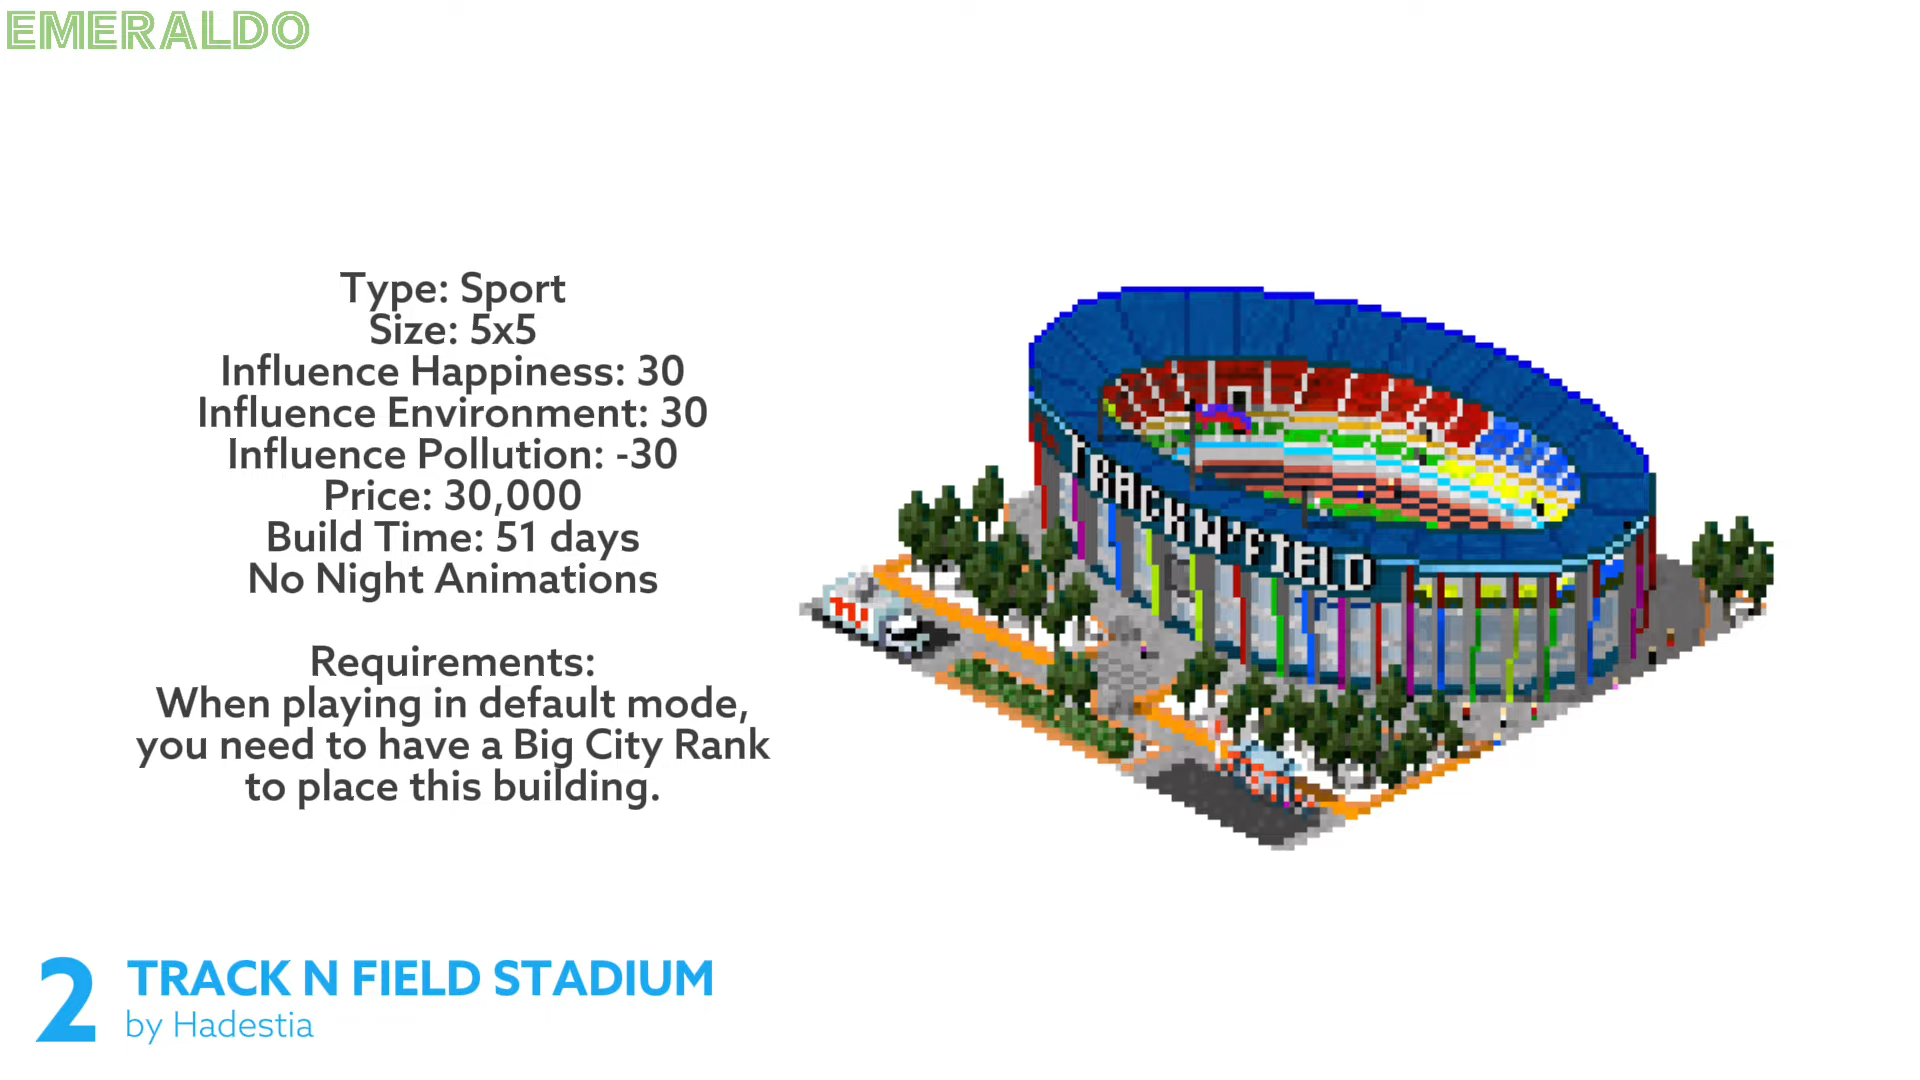 EMERALDO
Type: Sport
Size: 5x5
Influence Happiness: 30
Influence Environment: 30
Influence Pollution: -30
Price: 30,000
Build Time: 51 days
No Night Animations
Requirements:
When playing in default mode,
you need to have a Big City Rank
to place this building.
TRACK N'FIELD
2
TRACK N FIELD STADIUM
by Hadestia